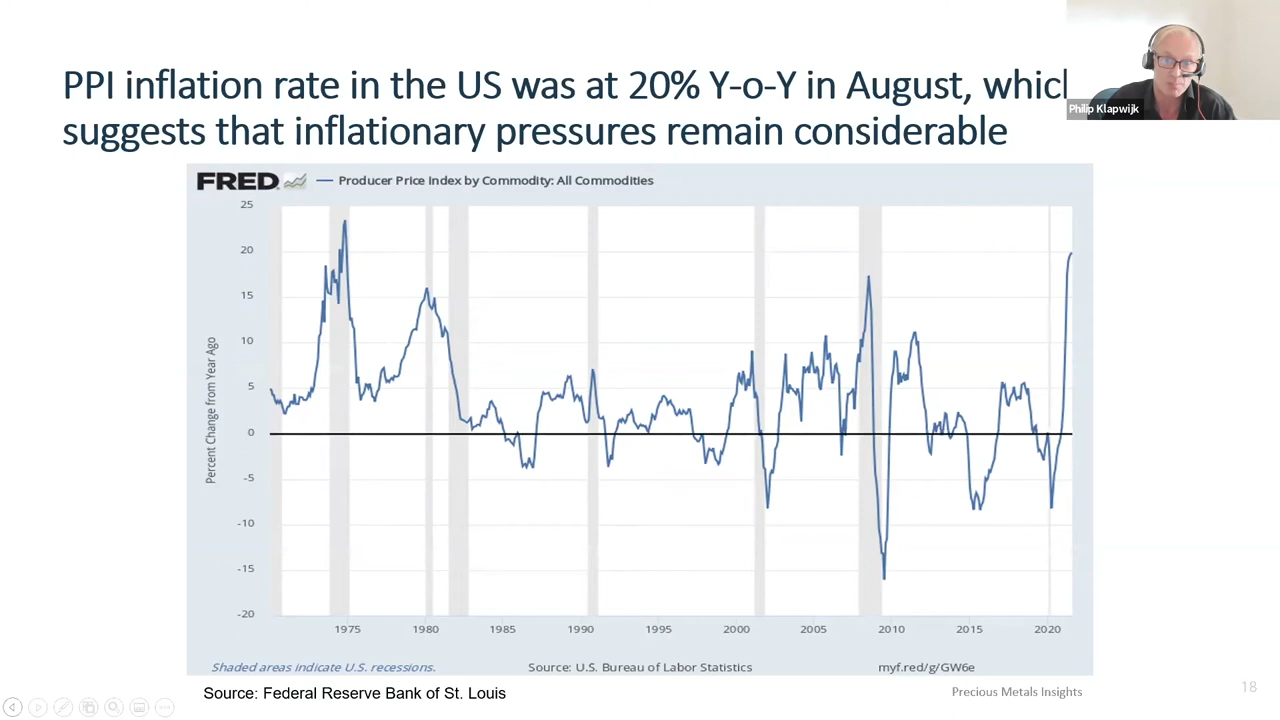 PPI inflation rate in the US was at 20% Y-o-Y in August, which
suggests that inflationary pressures remain considerable
Philip Klapwijk
FRED
Producer Price Index by Commodity: All Commodities
Percent Change from Year Ago
25
20
15
10
5
0
-5
-10
-15
-20
1975 1980 1985 1990 1995 2000 2005 2010 2015 2020
Shaded areas indicate U.S. recessions. Source: U.S. Bureau of Labor Statistics myf.red/g/GW6e
Source: Federal Reserve Bank of St. Louis
Precious Metals Insights
18